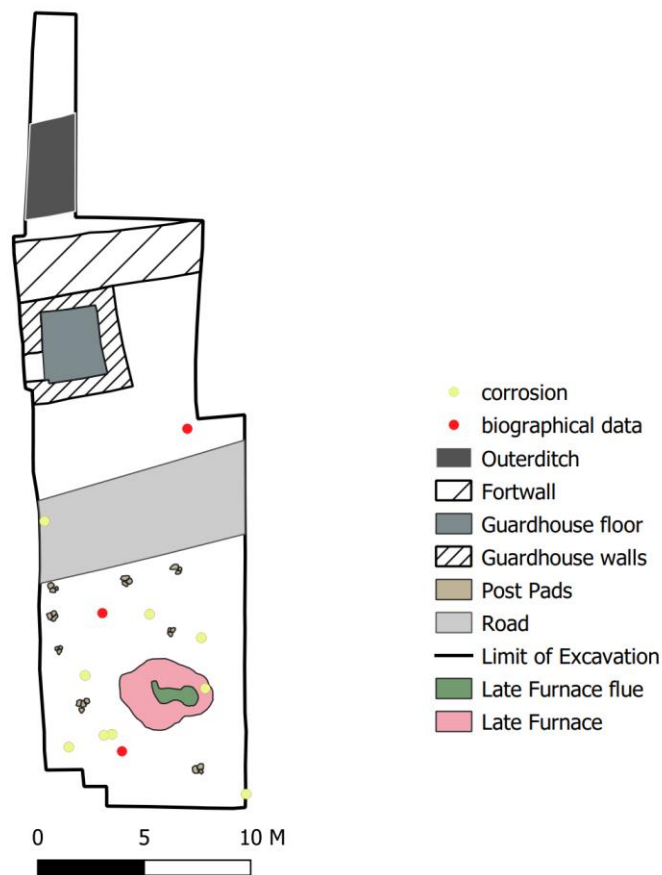 corrosion
biographical data
Outerditch
Fortwall
Guardhouse floor
Guardhouse walls
Post Pads
Road
Limit of Excavation
Late Furnace flue
Late Furnace
0 5 10 M